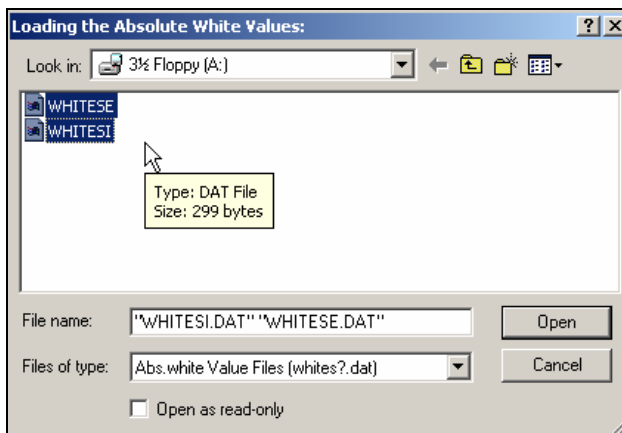 Loading the Absolute White Values:
Look in: 3½ Floppy (A:)
WHITESE
WHITESI
Type: DAT File
Size: 299 bytes
File name: "WHITESI.DAT" "WHITESE.DAT" Open
Files of type: Abs.white Value Files (whites?.dat) Cancel
Open as read-only